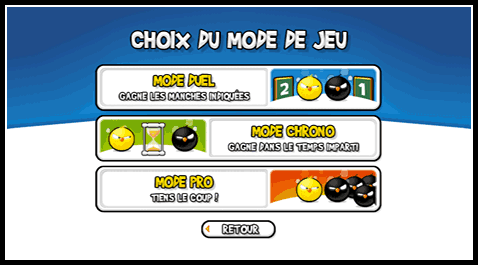 CHOIX DU MODE DE JEU
MODE DUEL
GAGNE LES MANCHES INDIQUÉES
2 1
MODE CHRONO
GAGNE DANS LE TEMPS IMPARTI
MODE PRO
TIENS LE COUP !
RETOUR